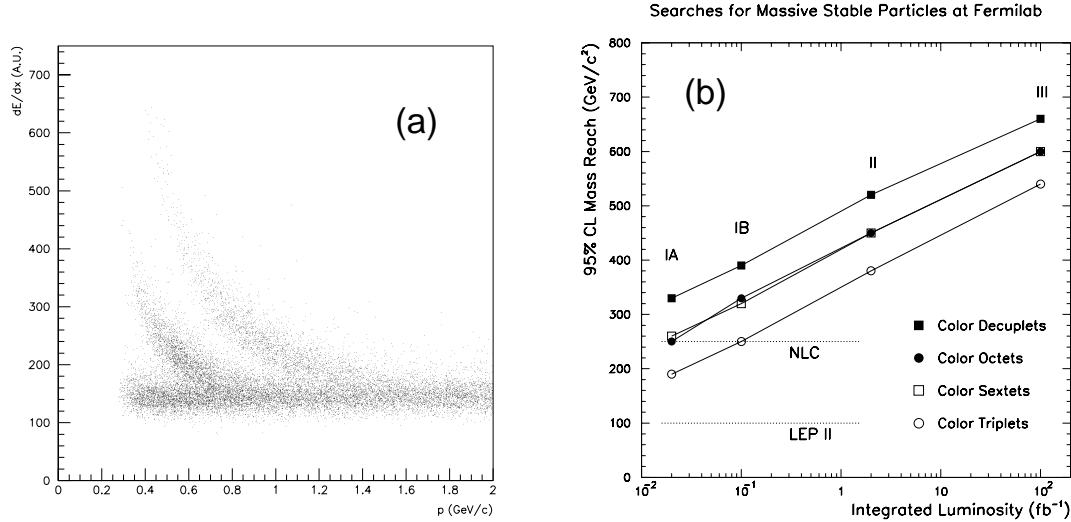 dE/dx (A.U.)
700
600
500
400
300
200
100
0
(a)
0 0.2 0.4 0.6 0.8 1 1.2 1.4 1.6 1.8 2
p (GeV/c)
Searches for Massive Stable Particles at Fermilab
95% CL Mass Reach (GeV/c²)
800
700
600
500
400
300
200
100
0
(b)
III
II
IB
IA
NLC
LEP II
Color Decuplets
Color Octets
Color Sextets
Color Triplets
10⁻² 10⁻¹ 1 10 10²
Integrated Luminosity (fb⁻¹)